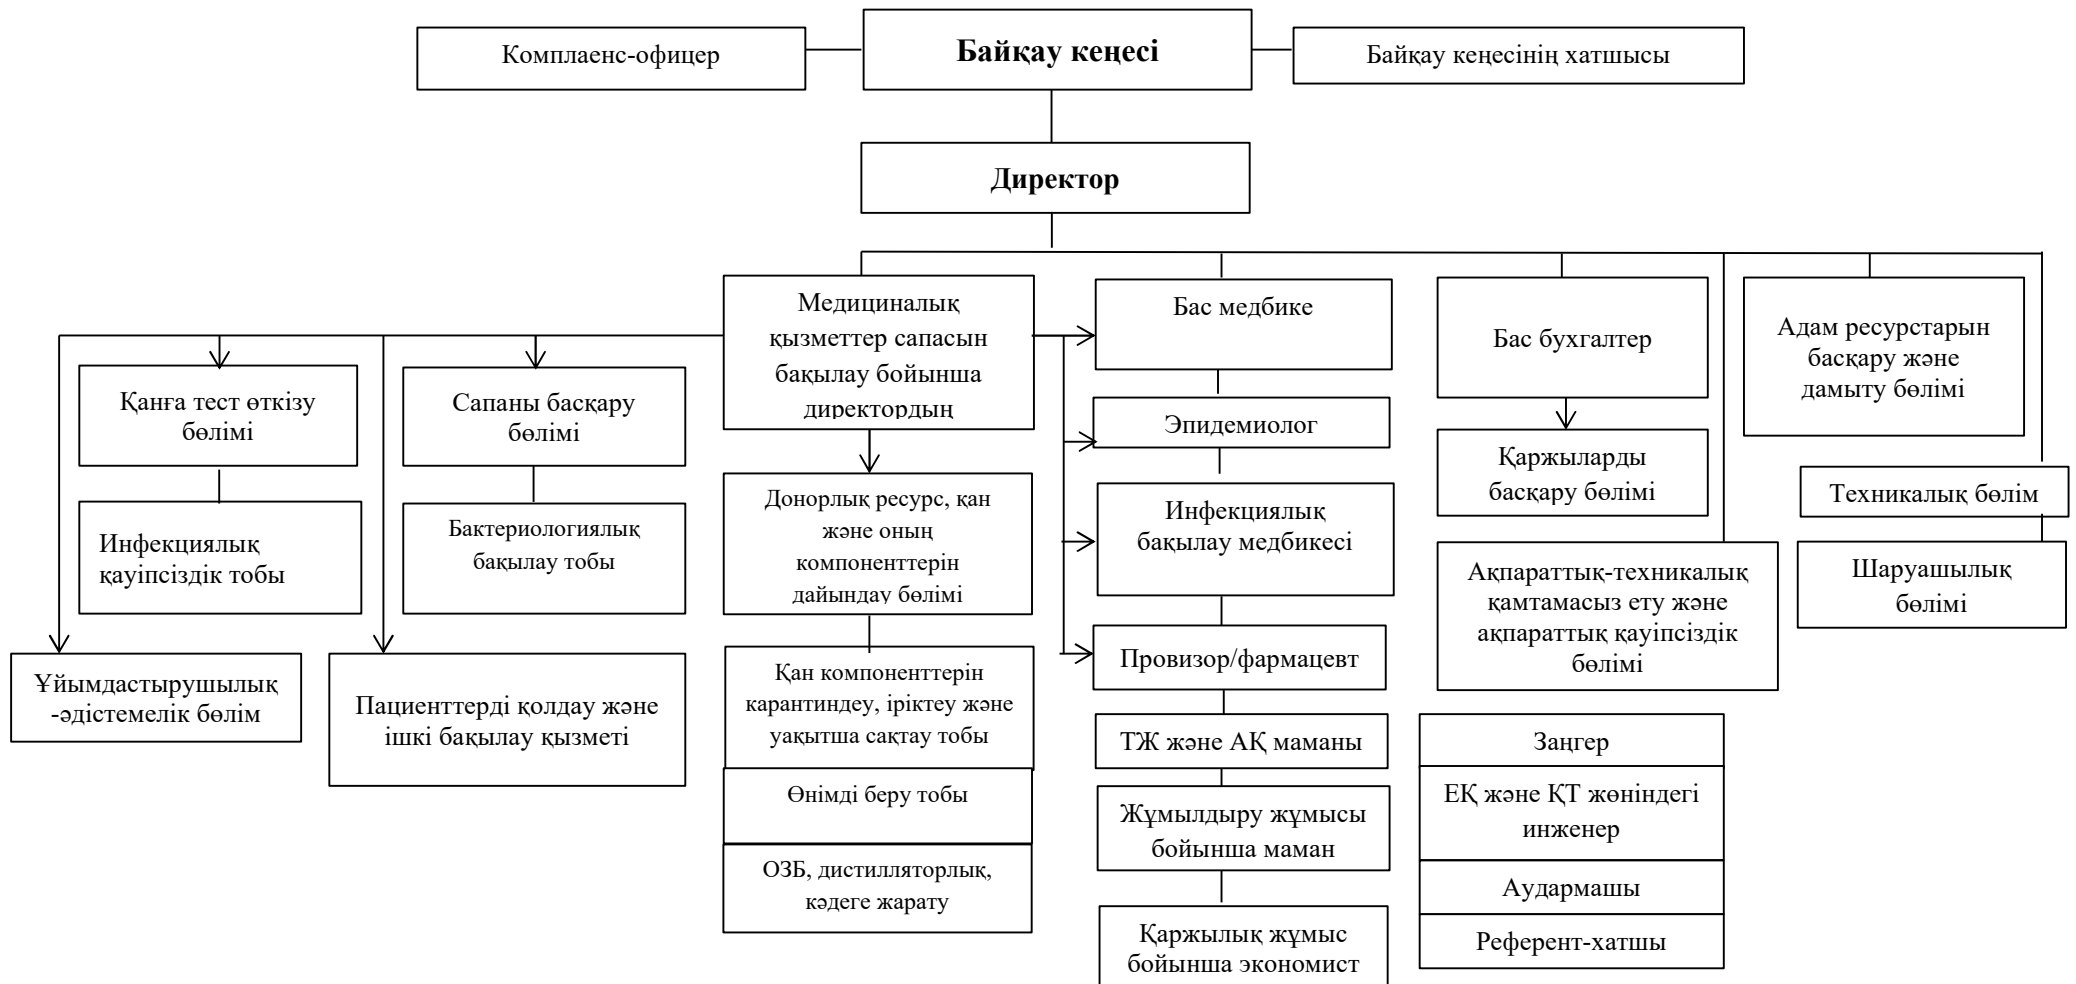 Комплаенс-офицер
Байқау кеңесі
Байқау кеңесінің хатшысы
Директор
Медициналық
қызметтер сапасын
бақылау бойынша
директордың
Бас медбике
Бас бухгалтер
Адам ресурстарын
басқару және
дамыту бөлімі
Қанға тест өткізу
бөлімі
Сапаны басқару
бөлімі
Эпидемиолог
Қаржыларды
басқару бөлімі
Техникалық бөлім
Инфекциялық
қауіпсіздік тобы
Бактериологиялық
бақылау тобы
Донорлық ресурс, қан
және оның
компоненттерін
дайындау бөлімі
Инфекциялық
бақылау медбикесі
Ақпараттық-техникалық
қамтамасыз ету және
ақпараттық қауіпсіздік
бөлімі
Шаруашылық
бөлімі
Ұйымдастырушылық
-әдістемелік бөлім
Пациенттерді қолдау және
ішкі бақылау қызметі
Қан компоненттерін
карантиндеу, іріктеу және
уақытша сақтау тобы
Провизор/фармацевт
ТЖ және АҚ маманы
Заңгер
Өнімді беру тобы
Жұмылдыру жұмысы
бойынша маман
ЕҚ және ҚТ жөніндегі
инженер
ОЗБ, дистилляторлық,
кәдеге жарату
Аудармашы
Қаржылық жұмыс
бойынша экономист
Референт-хатшы